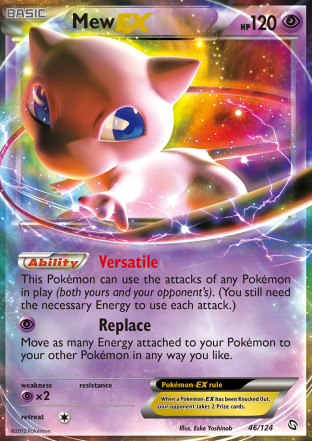 BASIC
Mew EX HP 120
Ability Versatile
This Pokémon can use the attacks of any Pokémon
in play (both yours and your opponent's). (You still need
the necessary Energy to use each attack.)
Replace
Move as many Energy attached to your Pokémon to
your other Pokémon in any way you like.
weakness resistance
×2
retreat
Pokémon-EX rule
When a Pokémon-EX has been Knocked Out,
your opponent takes 2 Prize cards.
©2012 Pokémon
Illus. Eske Yoshinob 46/124